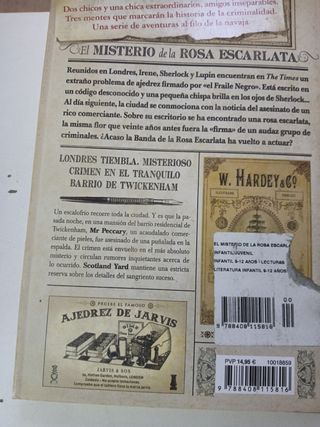 Dos chicos y una chica extraordinarios, amigos inseparables.
Tres mentes que marcarán la historia de la criminalidad.
Una serie de aventuras al filo de la navaja
El MISTERIO de la ROSA ESCARLATA
Reunidos en Londres, Irene, Sherlock y Lupin encuentran en The Times un
extraño problema de ajedrez firmado por «el Fraile Negro». Está escrito en
un código desconocido y una pequeña chispa brilla en los ojos de Sherlock...
Al día siguiente, la ciudad se conmociona con la noticia del asesinato de un
rico comerciante. Sobre su escritorio se ha encontrado una rosa escarlata,
la misma flor que veinte años antes fuera la «firma» de un audaz grupo de
criminales. ¿Acaso la Banda de la Rosa Escarlata ha vuelto a actuar?
LONDRES TIEMBLA. MISTERIOSO
CRIMEN EN EL TRANQUILO
BARRIO DE TWICKENHAM
Un escalofrío recorre toda la ciudad. Y es que la pa-
sada noche, en una mansión del barrio residencial de
Twickenham, Mr Peccary, un acaudalado comer-
ciante de pieles, fue asesinado de una puñalada en la
espalda. El crimen está envuelto en el más absoluto
misterio y circulan rumores inquietantes acerca de
lo ocurrido. Scotland Yard mantiene una estricta
reserva sobre los detalles del sangriento suceso.
W. HARDEY & Co
EL MISTERIO DE LA ROSA ESCARL
INFANTIL/JUVENIL
INFANTIL 9-12 AÑOS - LECTURAS
LITERATURA INFANTIL 9-12 AÑOS
9 788408 115816
00
PRUEBE EL FAMOSO
AJEDREZ DE JARVIS
JARVIS & SON
LONDON
PVP 14,95 € 10018659
9 788408 115816